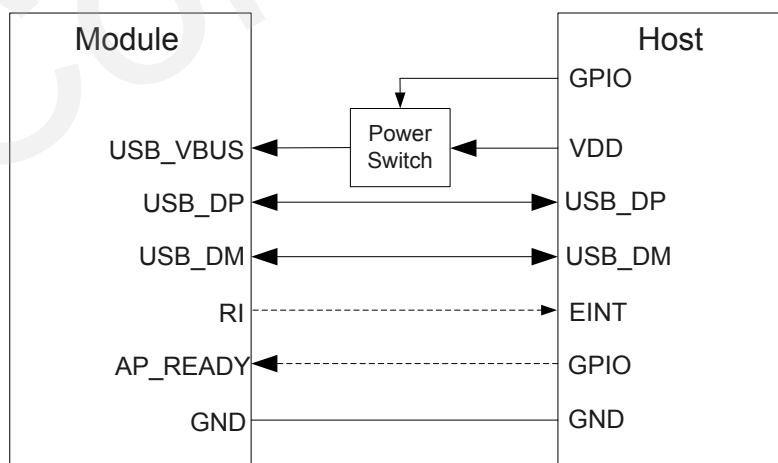 Module
Host
GPIO
Power
Switch
USB_VBUS
VDD
USB_DP
USB_DP
USB_DM
USB_DM
RI
EINT
AP_READY
GPIO
GND
GND